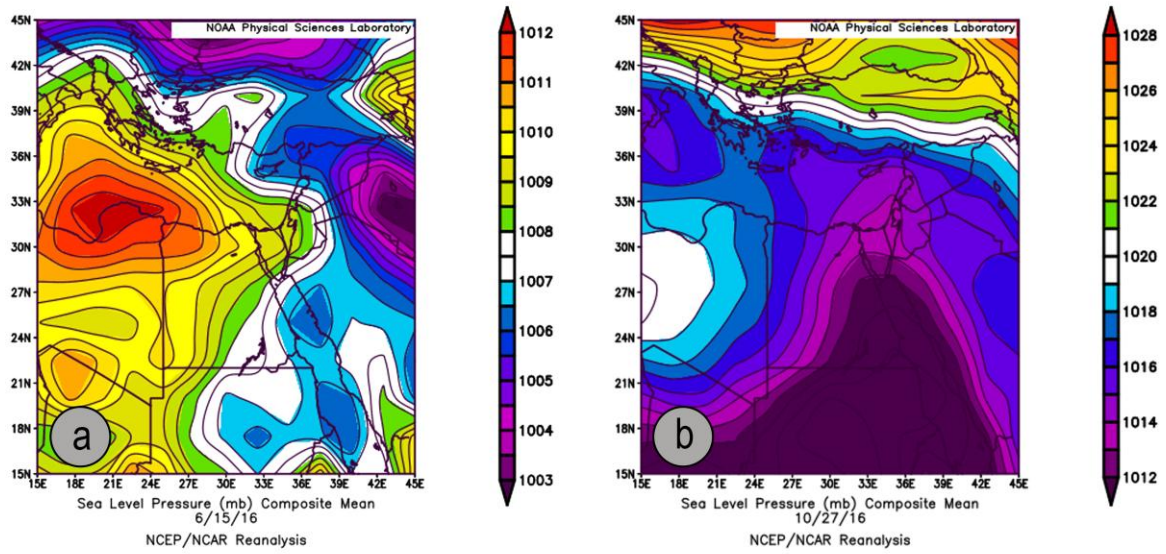 NOAA Physical Sciences Laboratory
45N
42N
39N
36N
33N
30N
27N
24N
21N
18N
15N
15E 18E 21E 24E 27E 30E 33E 36E 39E 42E 45E
1012
1011
1010
1009
1008
1007
1006
1005
1004
1003
a
Sea Level Pressure (mb) Composite Mean
6/15/16
NCEP/NCAR Reanalysis
NOAA Physical Sciences Laboratory
45N
42N
39N
36N
33N
30N
27N
24N
21N
18N
15N
15E 18E 21E 24E 27E 30E 33E 36E 39E 42E 45E
1028
1026
1024
1022
1020
1018
1016
1014
1012
b
Sea Level Pressure (mb) Composite Mean
10/27/16
NCEP/NCAR Reanalysis